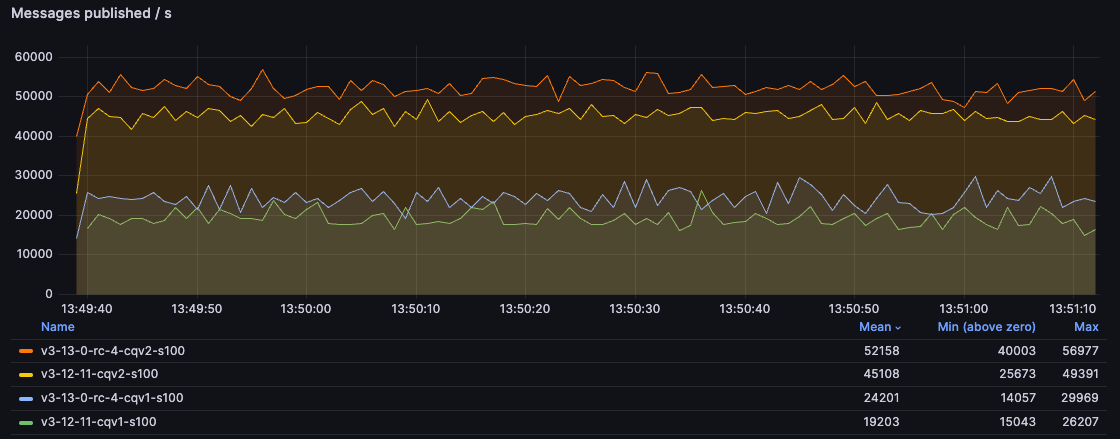 Messages published / s
60000
50000
40000
30000
20000
10000
0
13:49:40 13:49:50 13:50:00 13:50:10 13:50:20 13:50:30 13:50:40 13:50:50 13:51:00 13:51:10
Name Mean Min (above zero) Max
v3-13-0-rc-4-cqv2-s100 52158 40003 56977
v3-12-11-cqv2-s100 45108 25673 49391
v3-13-0-rc-4-cqv1-s100 24201 14057 29969
v3-12-11-cqv1-s100 19203 15043 26207